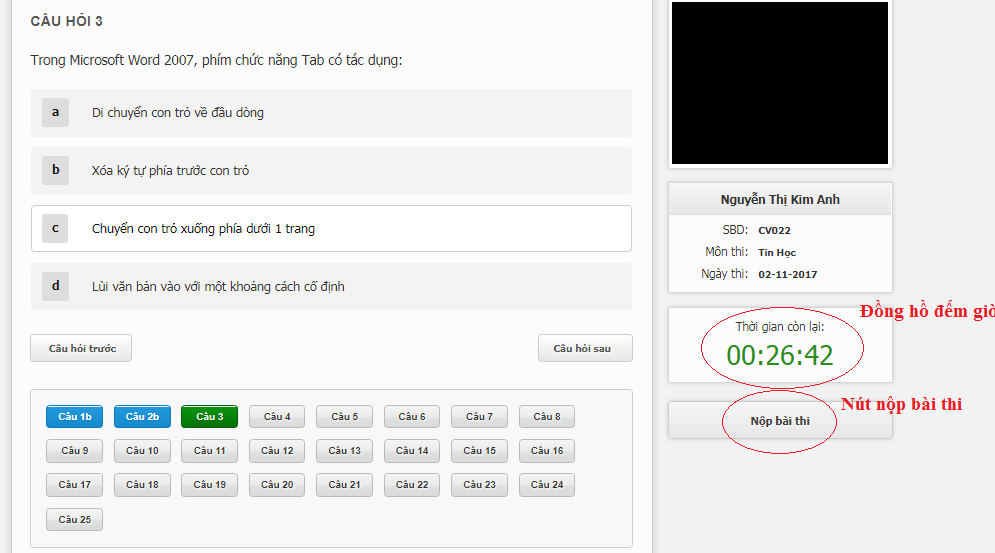 CÂU HỎI 3
Trong Microsoft Word 2007, phím chức năng Tab có tác dụng:
a Di chuyển con trỏ về đầu dòng
b Xóa ký tự phía trước con trỏ
c Chuyển con trỏ xuống phía dưới 1 trang
d Lùi văn bản vào với một khoảng cách cố định
Câu hỏi trước
Câu hỏi sau
Câu 1b Câu 2b Câu 3 Câu 4 Câu 5 Câu 6 Câu 7 Câu 8
Câu 9 Câu 10 Câu 11 Câu 12 Câu 13 Câu 14 Câu 15 Câu 16
Câu 17 Câu 18 Câu 19 Câu 20 Câu 21 Câu 22 Câu 23 Câu 24
Câu 25
Nguyễn Thị Kim Anh
SBD: CV022
Môn thi: Tin Học
Ngày thi: 02-11-2017
Đồng hồ đếm giờ
Thời gian còn lại:
00:26:42
Nút nộp bài thi
Nộp bài thi